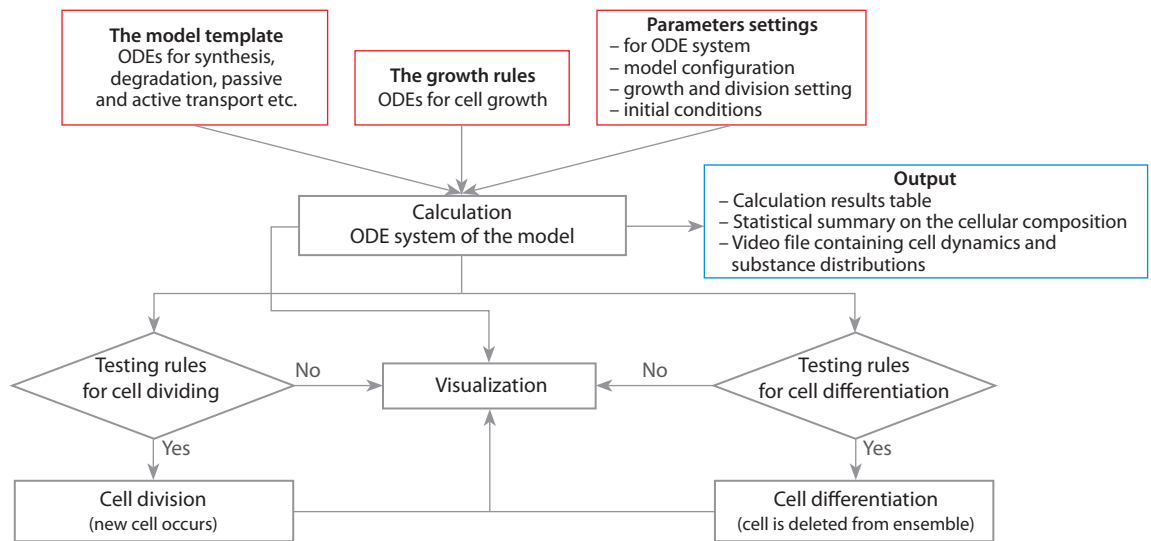 The model template
ODEs for synthesis,
degradation, passive
and active transport etc.
The growth rules
ODEs for cell growth
Parameters settings
– for ODE system
– model configuration
– growth and division setting
– initial conditions
Calculation
ODE system of the model
Output
– Calculation results table
– Statistical summary on the cellular composition
– Video file containing cell dynamics and
substance distributions
Testing rules
for cell dividing
No
Visualization
No
Testing rules
for cell differentiation
Yes
Yes
Cell division
(new cell occurs)
Cell differentiation
(cell is deleted from ensemble)